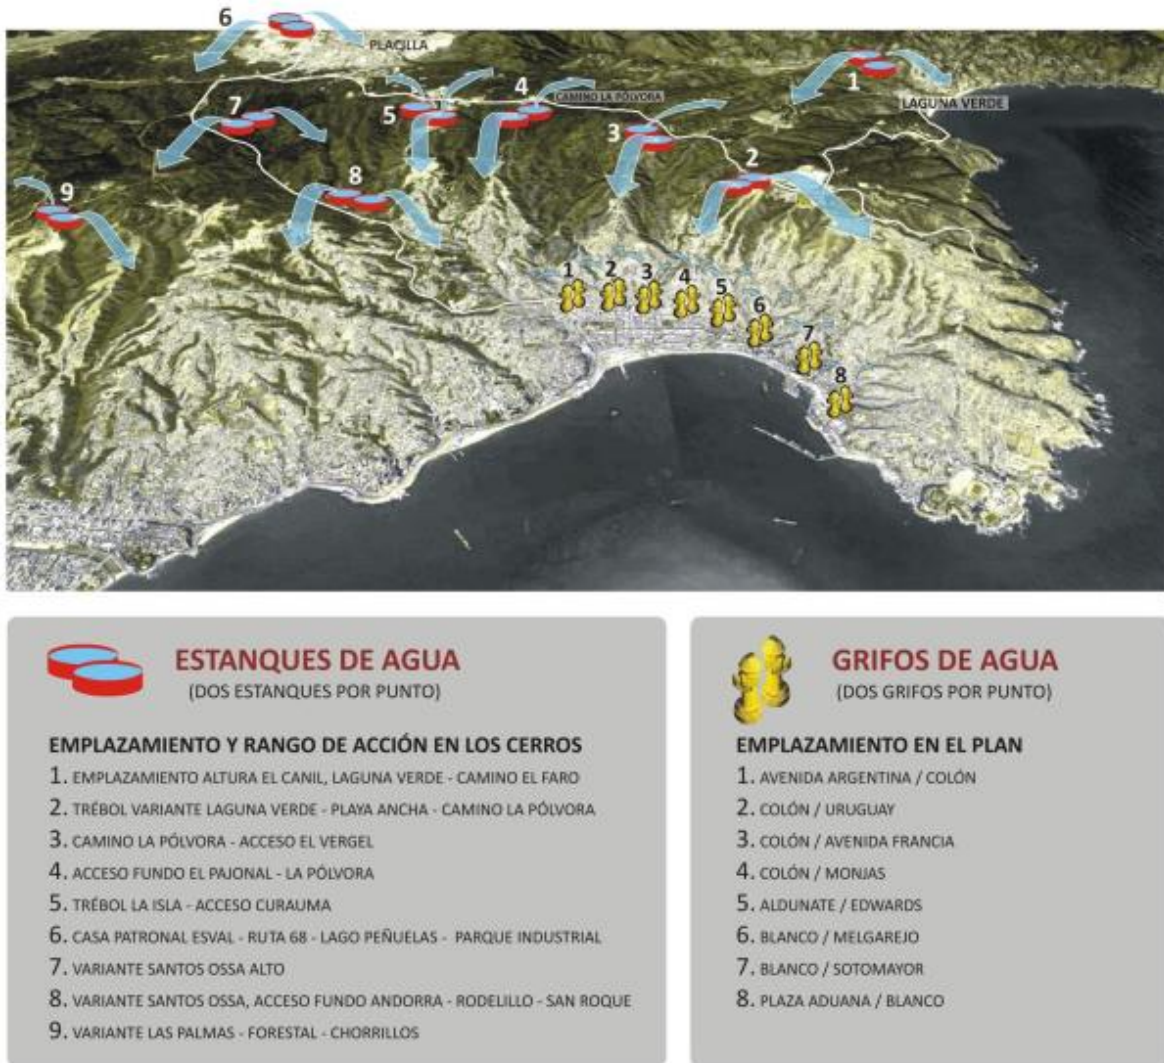 6
PLACILLA
1
LAGUNA VERDE
7
5
4
CAMINO LA PÓLVORA
3
2
9
8
1
2
3
4
5
6
7
8
ESTANQUES DE AGUA
(DOS ESTANQUES POR PUNTO)
EMPLAZAMIENTO Y RANGO DE ACCIÓN EN LOS CERROS
1. EMPLAZAMIENTO ALTURA EL CANIL, LAGUNA VERDE - CAMINO EL FARO
2. TRÉBOL VARIANTE LAGUNA VERDE - PLAYA ANCHA - CAMINO LA PÓLVORA
3. CAMINO LA PÓLVORA - ACCESO EL VERGEL
4. ACCESO FUNDO EL PAJONAL - LA PÓLVORA
5. TRÉBOL LA ISLA - ACCESO CURAUMA
6. CASA PATRONAL ESVAL - RUTA 68 - LAGO PEÑUELAS - PARQUE INDUSTRIAL
7. VARIANTE SANTOS OSSA ALTO
8. VARIANTE SANTOS OSSA, ACCESO FUNDO ANDORRA - RODELILLO - SAN ROQUE
9. VARIANTE LAS PALMAS - FORESTAL - CHORRILLOS
GRIFOS DE AGUA
(DOS GRIFOS POR PUNTO)
EMPLAZAMIENTO EN EL PLAN
1. AVENIDA ARGENTINA / COLÓN
2. COLÓN / URUGUAY
3. COLÓN / AVENIDA FRANCIA
4. COLÓN / MONJAS
5. ALDUNATE / EDWARDS
6. BLANCO / MELGAREJO
7. BLANCO / SOTOMAYOR
8. PLAZA ADUANA / BLANCO